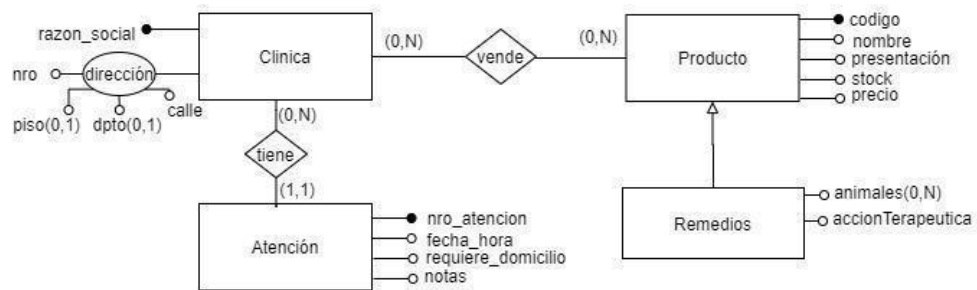 razon_social
nro
dirección
piso(0,1)
dpto(0,1)
calle
Clinica
(0,N)
vende
(0,N)
Producto
codigo
nombre
presentación
stock
precio
(0,N)
tiene
(1,1)
Atención
nro_atencion
fecha_hora
requiere_domicilio
notas
Remedios
animales(0,N)
accionTerapeutica